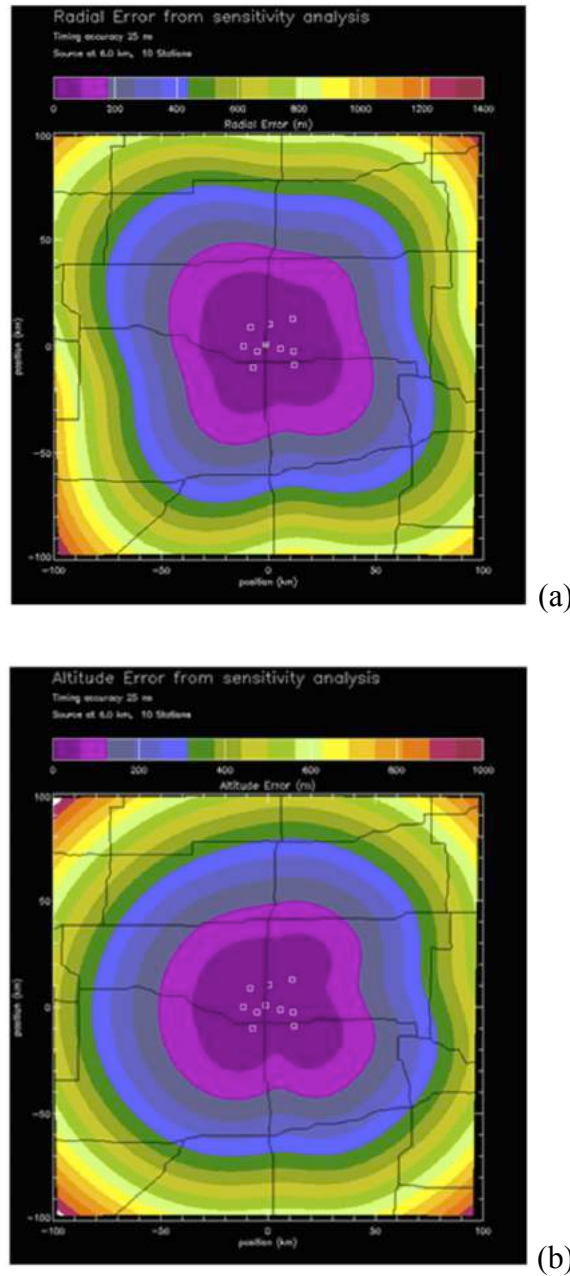 Radial Error from sensitivity analysis
Timing accuracy 25 ns
Source at 6.0 km, 10 Stations
0 200 400 600 800 1000 1200 1400
Radial Error (m)
100
50
0
-50
-100
position (km)
-100 -50 0 50 100
position (km)
(a)
Altitude Error from sensitivity analysis
Timing accuracy 25 ns
Source at 6.0 km, 10 Stations
0 200 400 600 800 1000
Altitude Error (m)
100
50
0
-50
-100
position (km)
-100 -50 0 50 100
position (km)
(b)